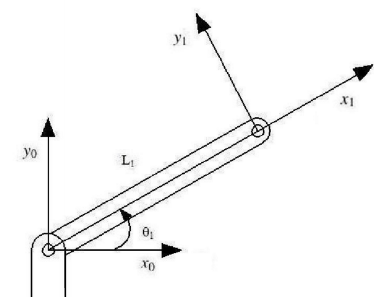 y₁
x₁
L₁
y₀
θ₁
x₀